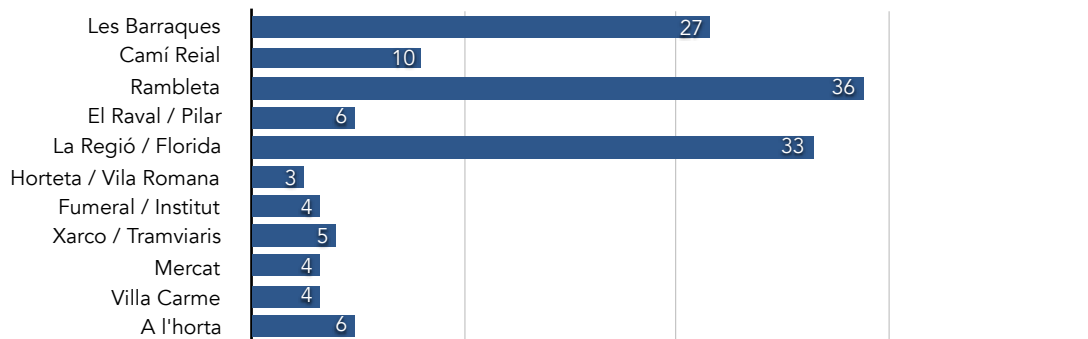 Les Barraques 27
Camí Reial 10
Rambleta 36
El Raval / Pilar 6
La Regió / Florida 33
Horteta / Vila Romana 3
Fumeral / Institut 4
Xarco / Tramviaris 5
Mercat 4
Villa Carme 4
A l'horta 6